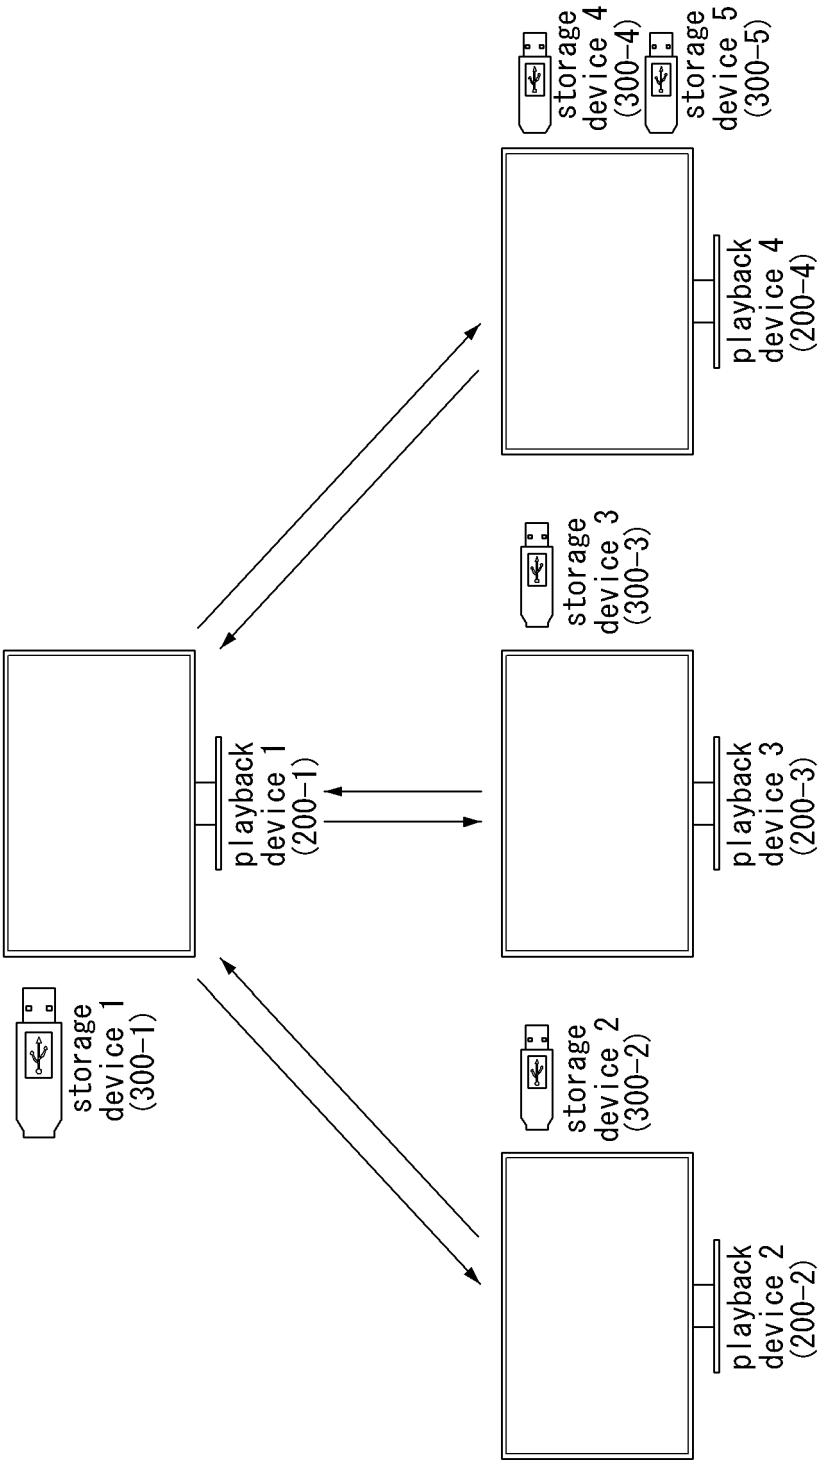 storage
device 1
(300-1)
playback
device 1
(200-1)
storage
device 2
(300-2)
playback
device 2
(200-2)
storage
device 3
(300-3)
playback
device 3
(200-3)
storage
device 4
(300-4)
storage
device 5
(300-5)
playback
device 4
(200-4)